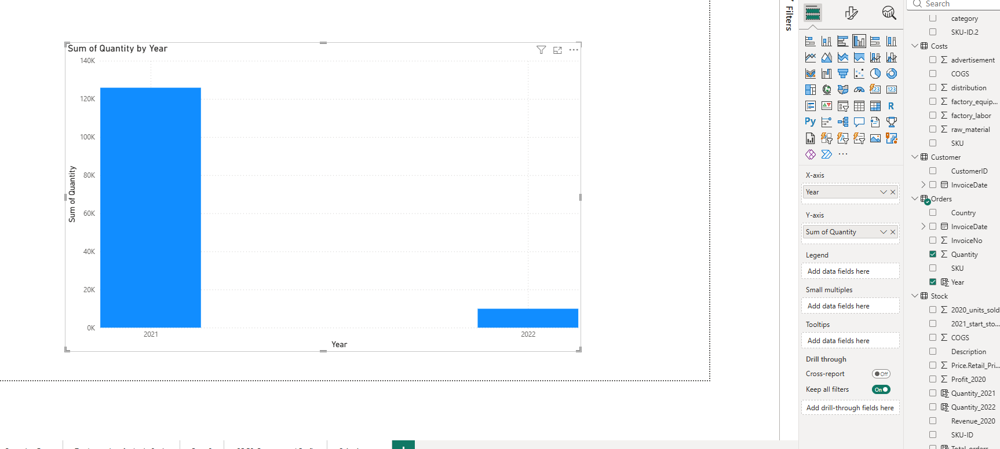 Sum of Quantity by Year
140K
120K
100K
80K
60K
40K
20K
0K
Sum of Quantity
2021
2022
Year
Filters
123
123
R
Py
X-axis
Year
Y-axis
Sum of Quantity
Legend
Add data fields here
Small multiples
Add data fields here
Tooltips
Add data fields here
Drill through
Cross-report
Off
Keep all filters
On
Add drill-through fields here
Search
category
SKU-ID.2
Costs
advertisement
COGS
distribution
factory_equip...
factory_labor
raw_material
SKU
Customer
CustomerID
InvoiceDate
Orders
Country
InvoiceDate
InvoiceNo
Quantity
SKU
Year
Stock
2020_units_sold
2021_start_sto...
COGS
Description
Price.Retail_Pri...
Profit_2020
Quantity_2021
Quantity_2022
Revenue_2020
SKU-ID
Total_orders